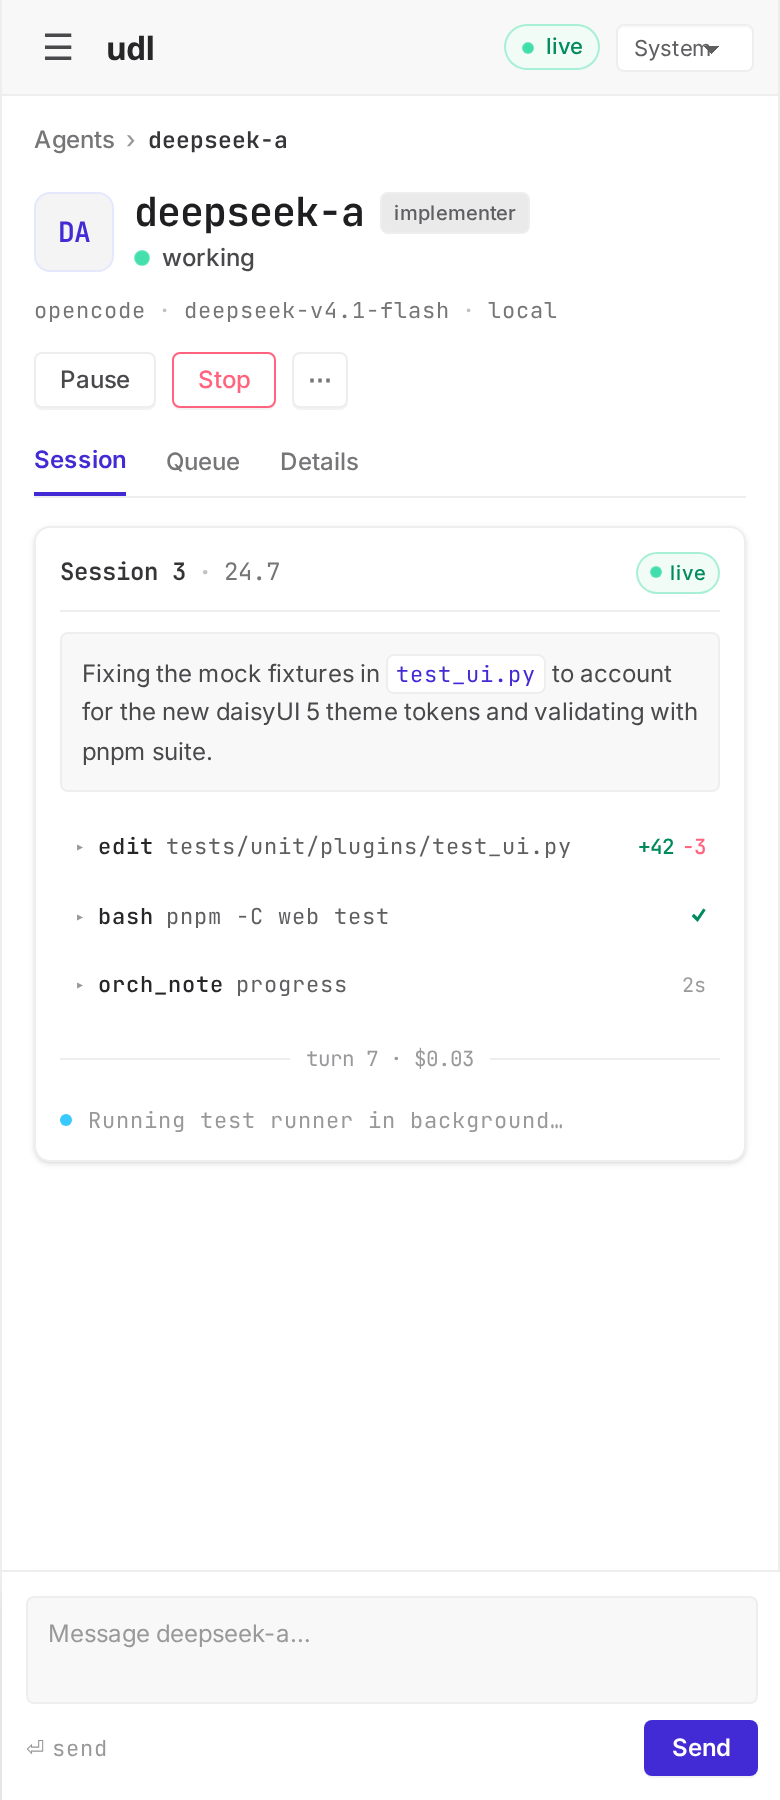 ☰ udl live System
Agents › deepseek-a
DA deepseek-a implementer
working
opencode · deepseek-v4.1-flash · local
Pause Stop ···
Session Queue Details
Session 3 · 24.7 live
Fixing the mock fixtures in test_ui.py to account
for the new daisyUI 5 theme tokens and validating with
pnpm suite.
▸ edit tests/unit/plugins/test_ui.py +42 -3
▸ bash pnpm -C web test ✓
▸ orch_note progress 2s
turn 7 · $0.03
Running test runner in background…
Message deepseek-a...
⏎ send Send